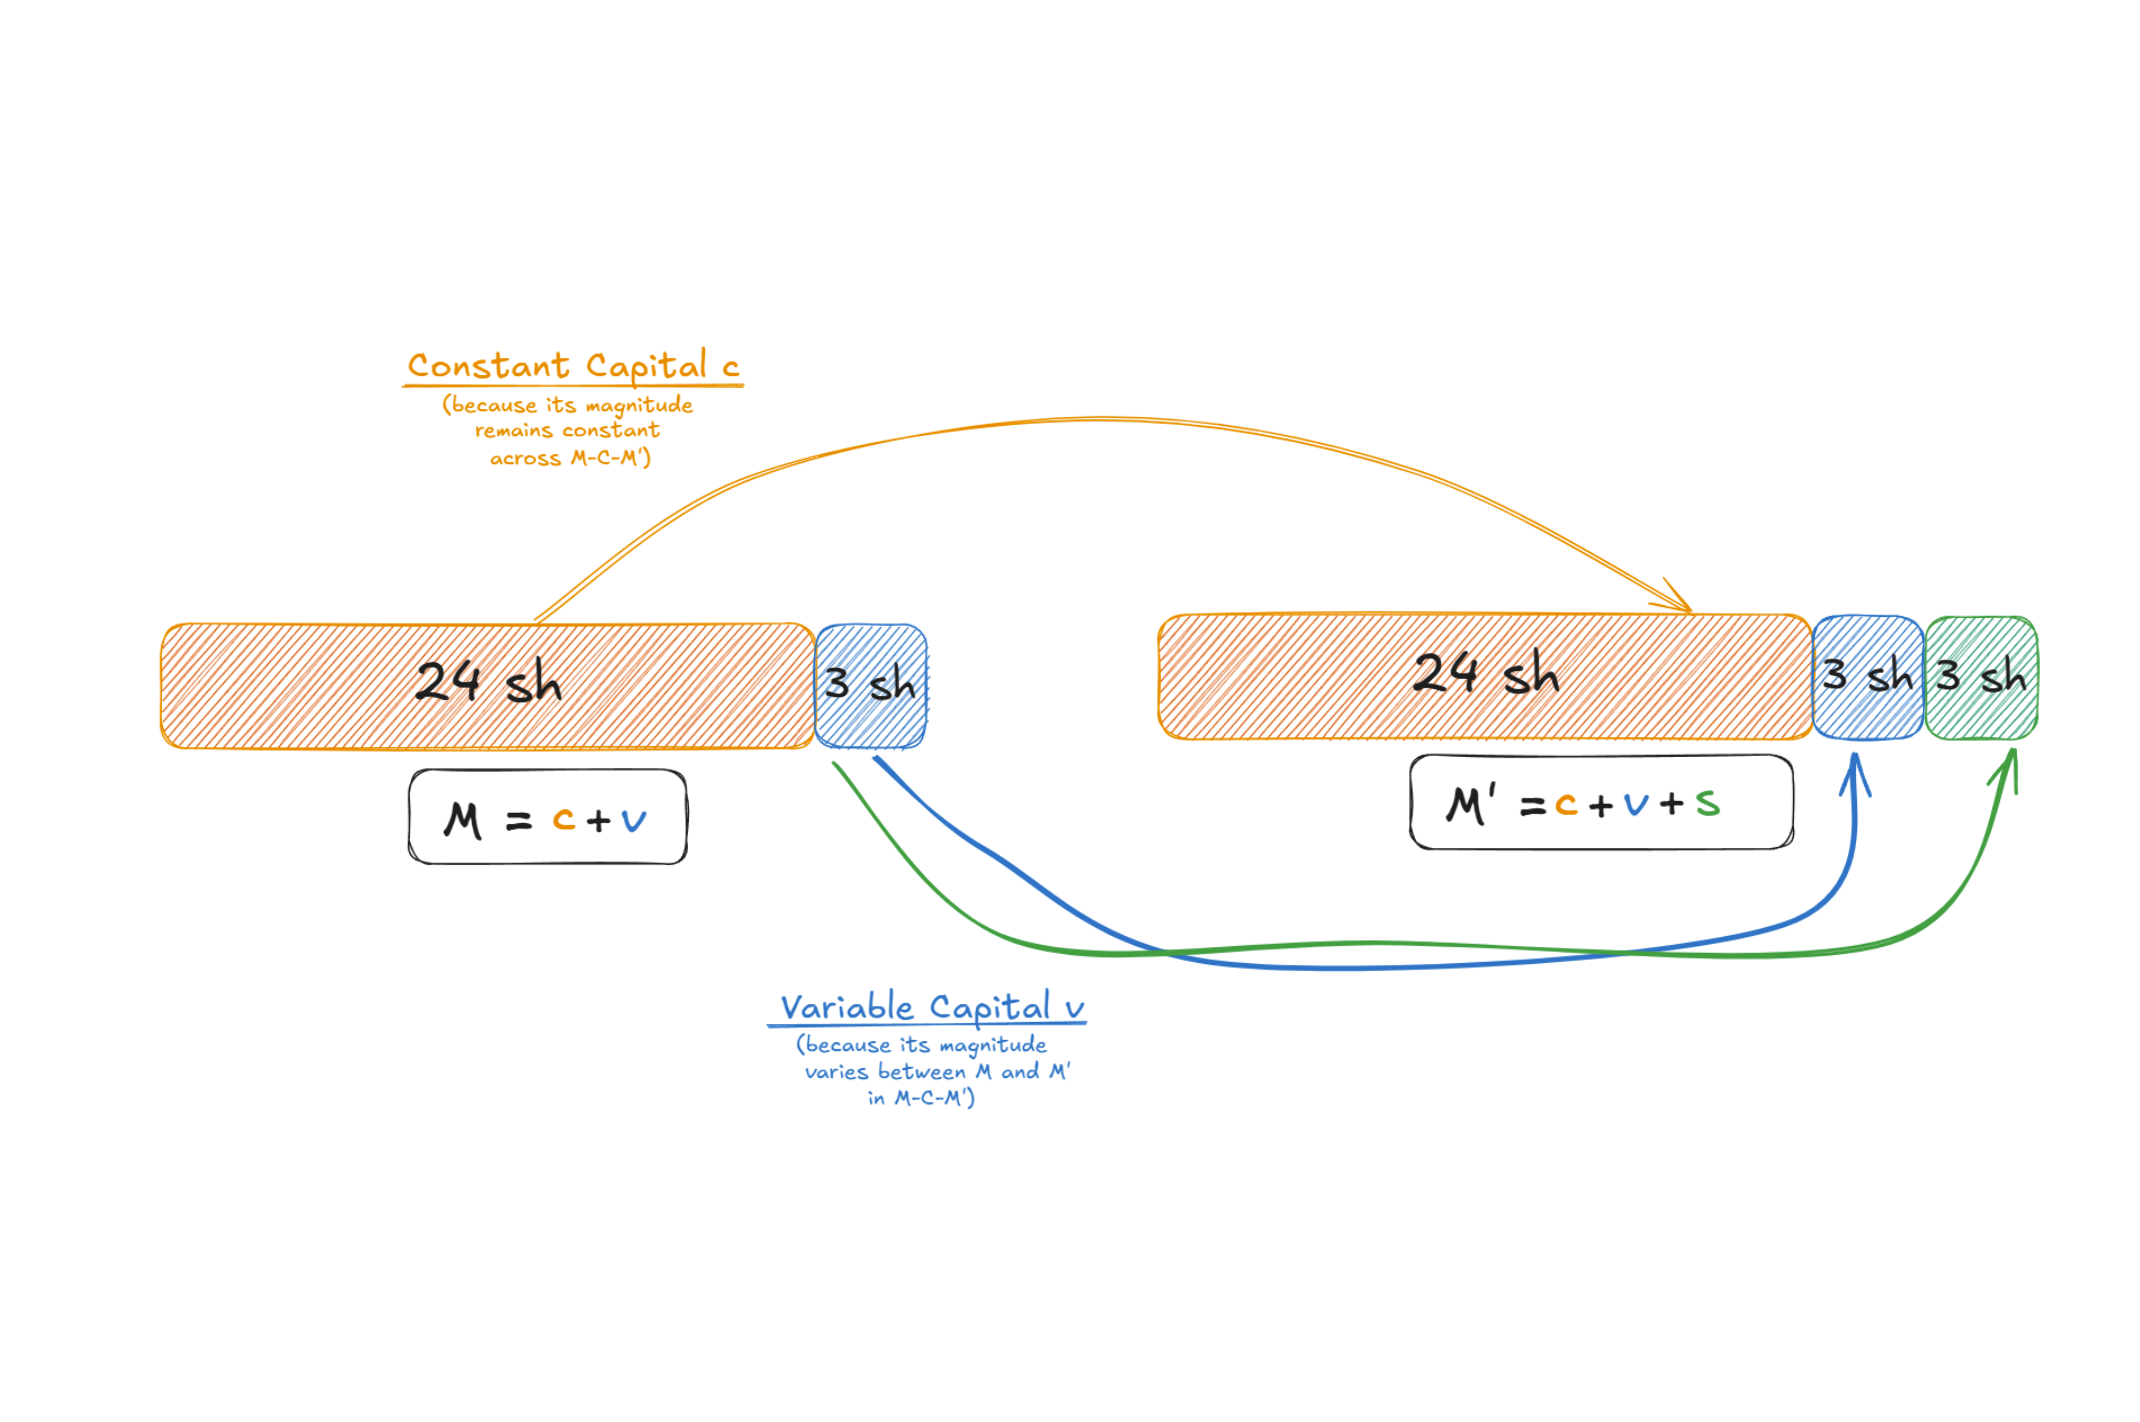 Constant Capital c
(because its magnitude
remains constant
across M-C-M')
24 sh
3 sh
24 sh
3 sh
3 sh
M = c + v
M' = c + v + s
Variable Capital v
(because its magnitude
varies between M and M'
in M-C-M')